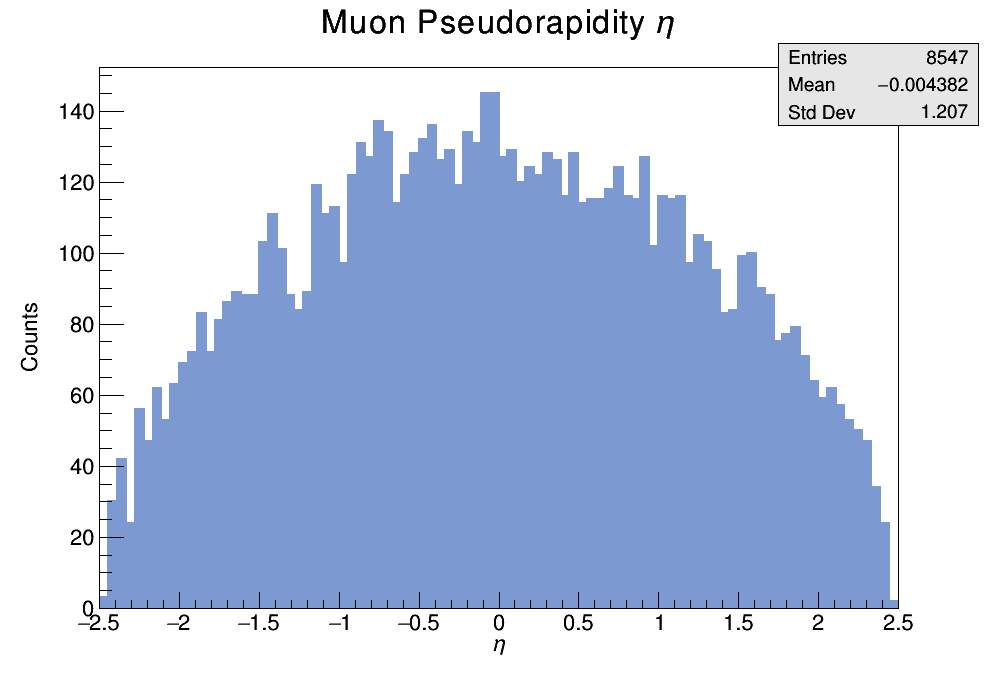 Muon Pseudorapidity η
Entries 8547
Mean −0.004382
Std Dev 1.207
Counts
140
120
100
80
60
40
20
0
−2.5 −2 −1.5 −1 −0.5 0 0.5 1 1.5 2 2.5
η